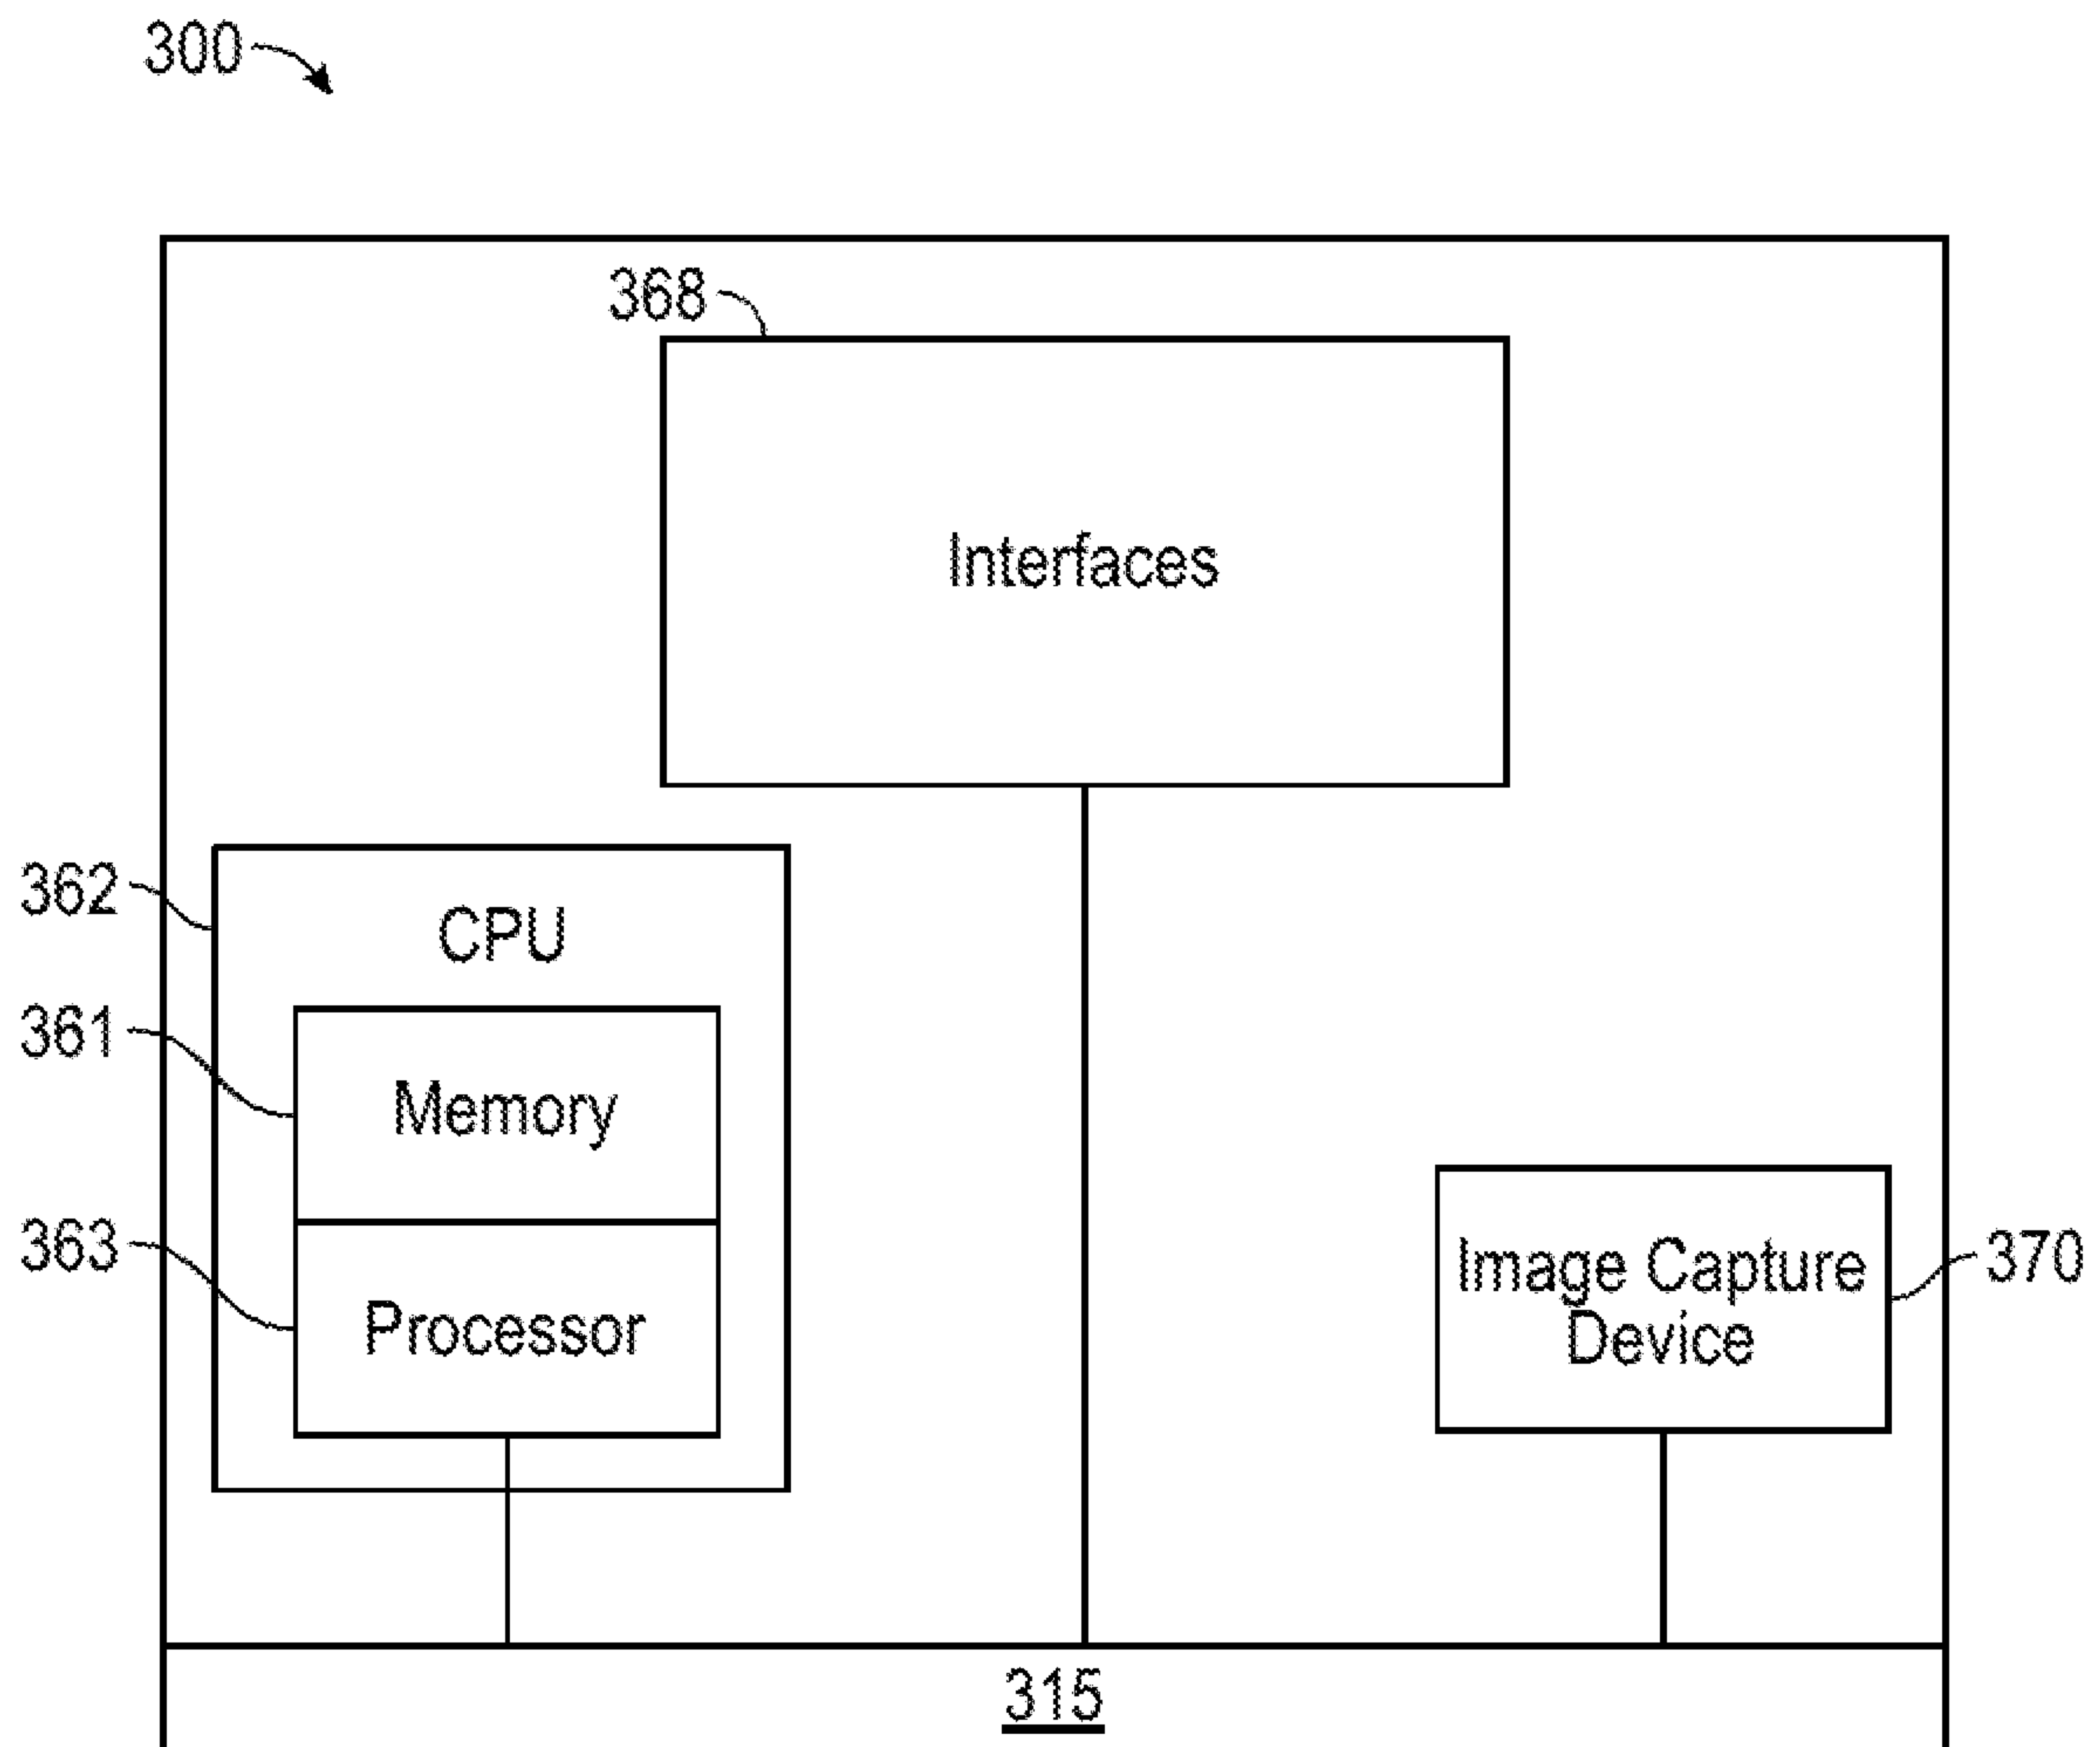 300
368
Interfaces
362
CPU
361
Memory
363
Processor
Image Capture
Device
370
315